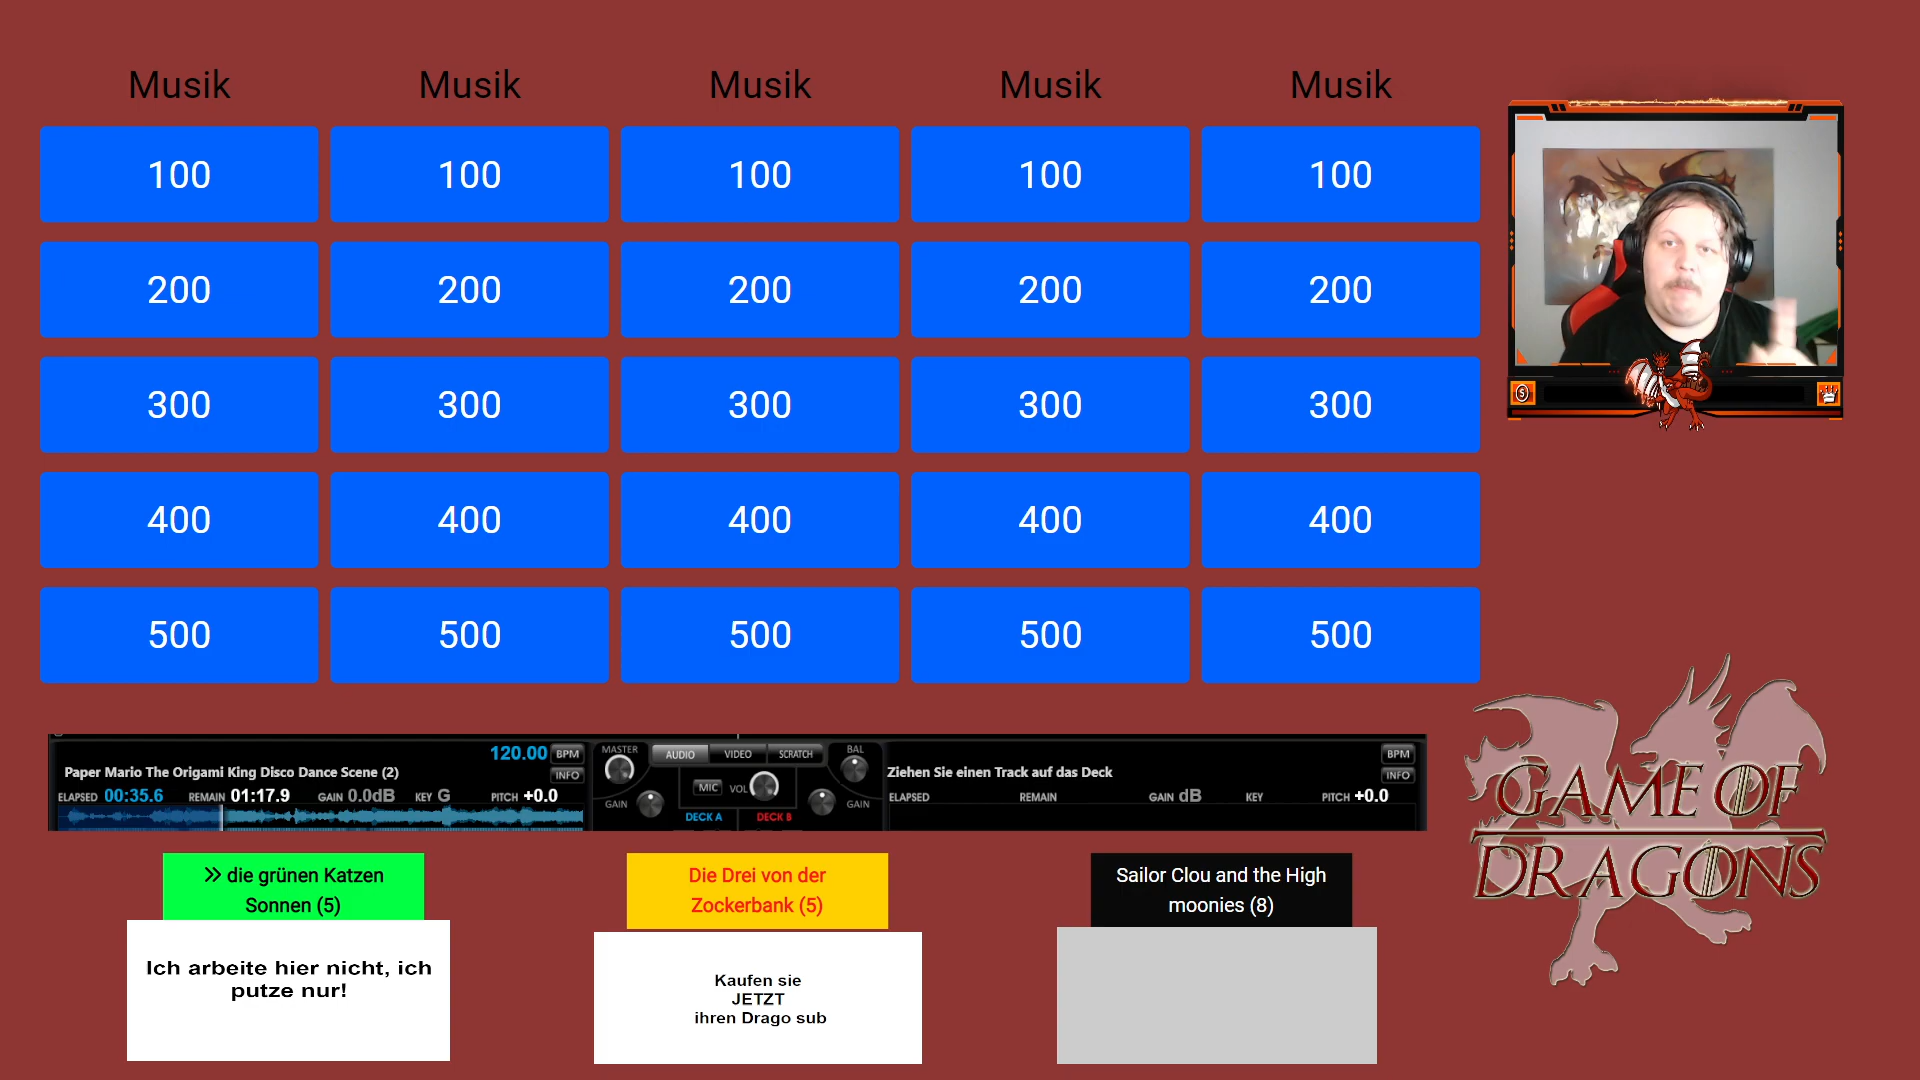 Musik Musik Musik Musik Musik
100 100 100 100 100
200 200 200 200 200
300 300 300 300 300
400 400 400 400 400
500 500 500 500 500
120.00 BPM MASTER AUDIO VIDEO SCRATCH BAL BPM
Paper Mario The Origami King Disco Dance Scene (2) INFO Ziehen Sie einen Track auf das Deck INFO
MIC VOL
ELAPSED 00:35.6 REMAIN 01:17.9 GAIN 0.0dB KEY G PITCH +0.0 GAIN GAIN ELAPSED REMAIN GAIN dB KEY PITCH +0.0
DECK A DECK B
GAME OF
DRAGONS
» die grünen Katzen
Sonnen (5)
Ich arbeite hier nicht, ich
putze nur!
Die Drei von der
Zockerbank (5)
Kaufen sie
JETZT
ihren Drago sub
Sailor Clou and the High
moonies (8)